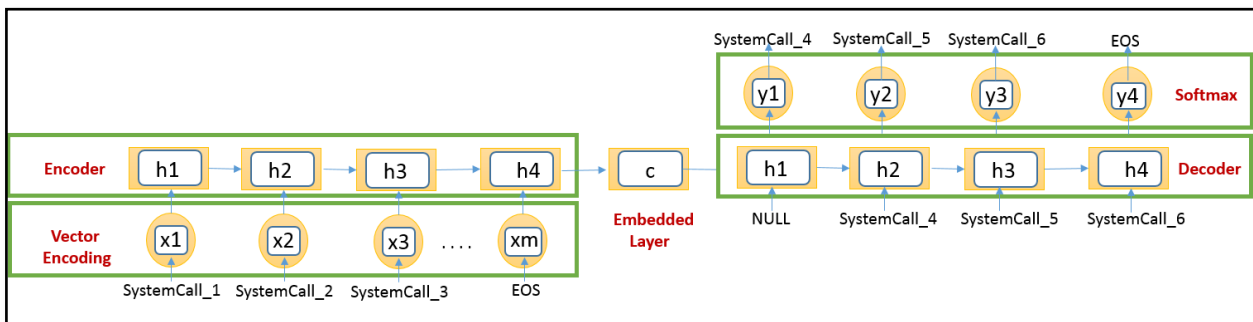 SystemCall_4 SystemCall_5 SystemCall_6 EOS
y1 y2 y3 y4 Softmax
Encoder h1 h2 h3 h4 c h1 h2 h3 h4 Decoder
Embedded
Layer
NULL SystemCall_4 SystemCall_5 SystemCall_6
Vector
Encoding
x1 x2 x3 .... xm
SystemCall_1 SystemCall_2 SystemCall_3 EOS